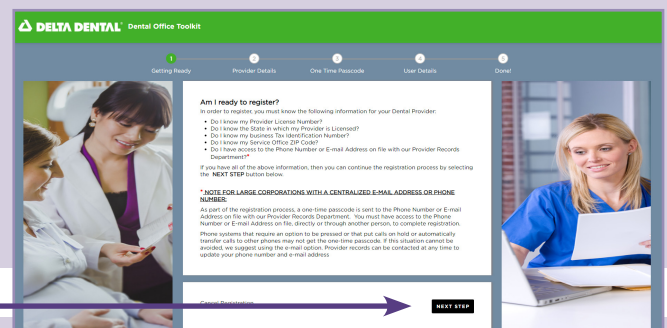 DELTA DENTAL® Dental Office Toolkit
1 2 3 4 5
Getting Ready Provider Details One Time Passcode User Details Done!
Am I ready to register?
In order to register, you must know the following information for your Dental Provider:
• Do I know my Provider License Number?
• Do I know the State in which my Provider is Licensed?
• Do I know my business Tax Identification Number?
• Do I know my Service Office ZIP Code?
• Do I have access to the Phone Number or E-mail Address on file with our Provider Records
Department?*
If you have all of the above information, then you can continue the registration process by selecting
the NEXT STEP button below.
* NOTE FOR LARGE CORPORATIONS WITH A CENTRALIZED E-MAIL ADDRESS OR PHONE
NUMBER:
As part of the registration process, a one-time passcode is sent to the Phone Number or E-mail
Address on file with our Provider Records Department. You must have access to the Phone
Number or E-mail Address on file, directly or through another person, to complete registration.
Phone systems that require an option to be pressed or that put calls on hold or automatically
transfer calls to other phones may not get the one-time passcode. If this situation cannot be
avoided, we suggest using the e-mail option. Provider records can be contacted at any time to
update your phone number and e-mail address
Cancel Registration
NEXT STEP